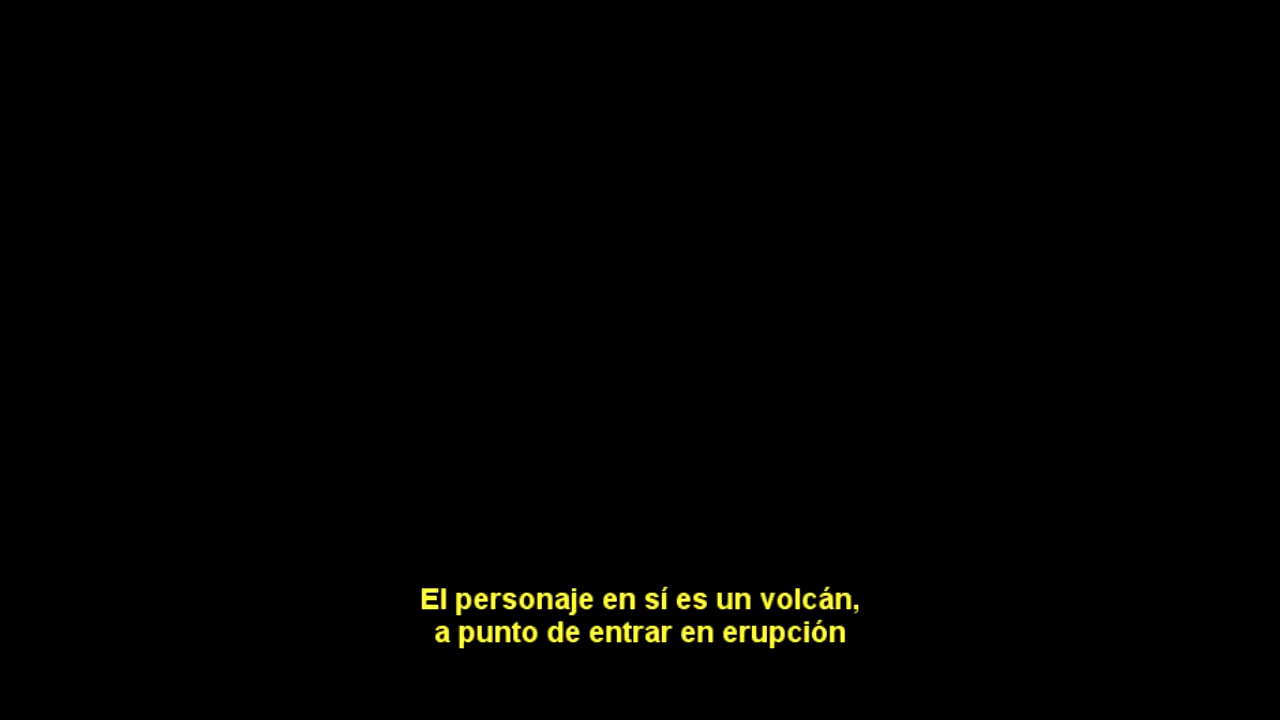 El personaje en sí es un volcán,
a punto de entrar en erupción